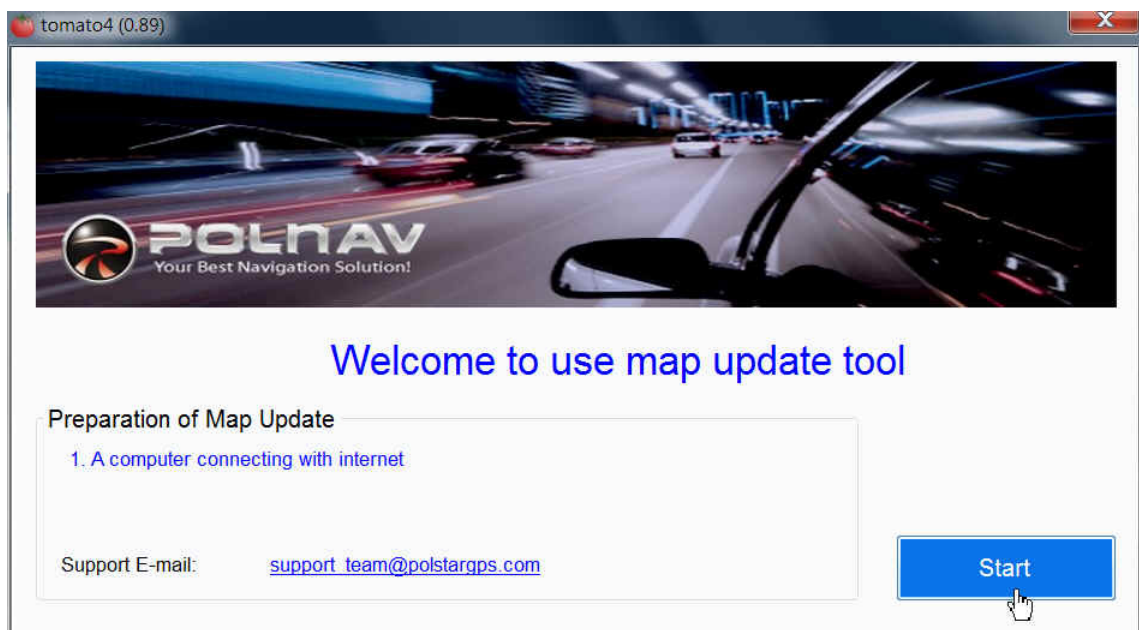 tomato4 (0.89)
X
POLNAV
Your Best Navigation Solution!
Welcome to use map update tool
Preparation of Map Update
1. A computer connecting with internet
Support E-mail: support_team@polstargps.com
Start